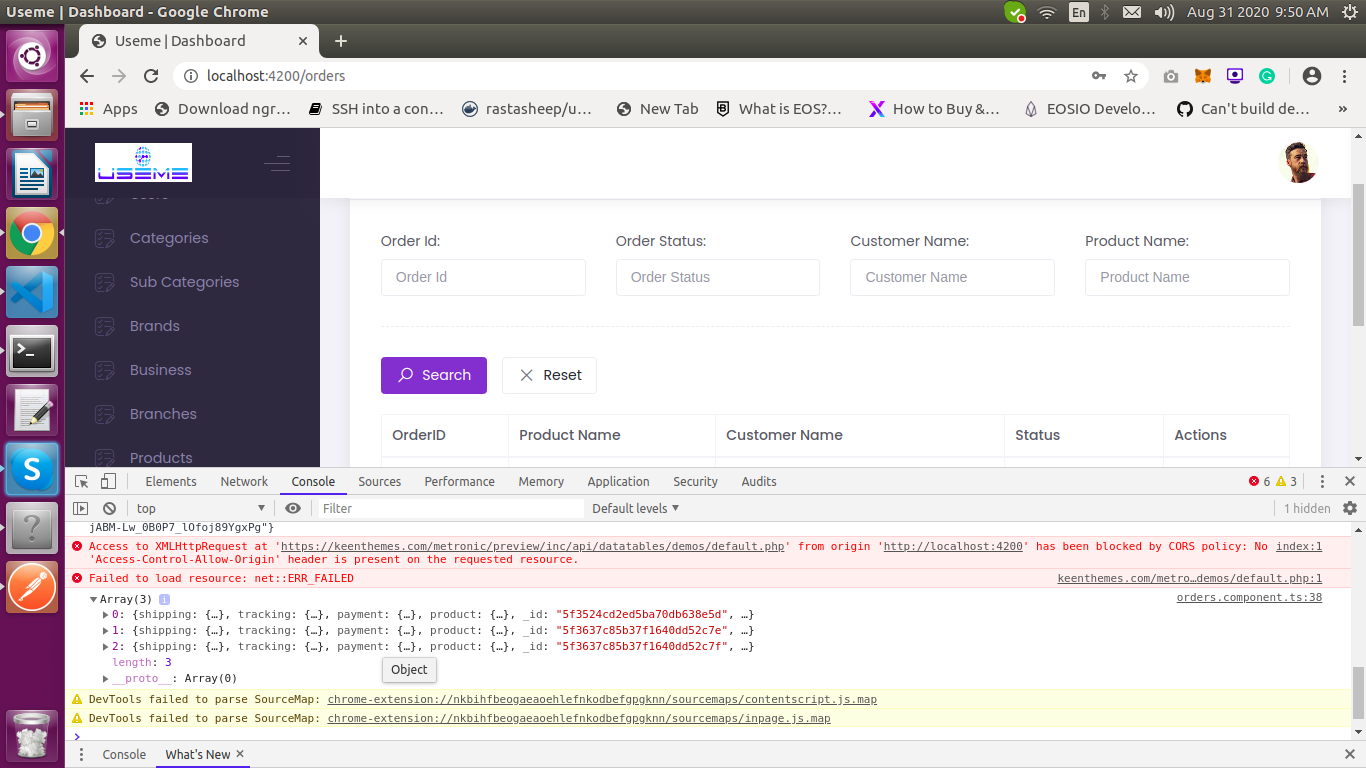 Useme | Dashboard - Google Chrome
En
Aug 31 2020 9:50 AM
Useme | Dashboard
localhost:4200/orders
Apps
Download ngr…
SSH into a con…
rastasheep/u…
New Tab
What is EOS?…
How to Buy &…
EOSIO Develo…
Can't build de…
»
USEME
Categories
Sub Categories
Brands
Business
Branches
Products
Order Id:
Order Status:
Customer Name:
Product Name:
Order Id
Order Status
Customer Name
Product Name
Search
Reset
OrderID
Product Name
Customer Name
Status
Actions
Elements
Network
Console
Sources
Performance
Memory
Application
Security
Audits
6
3
top
Filter
Default levels
1 hidden
jABM-Lw_0B0P7_lOfoj89YgxPg"}
Access to XMLHttpRequest at 'https://keenthemes.com/metronic/preview/inc/api/datatables/demos/default.php' from origin 'http://localhost:4200' has been blocked by CORS policy: No
index:1
'Access-Control-Allow-Origin' header is present on the requested resource.
Failed to load resource: net::ERR_FAILED
keenthemes.com/metro…demos/default.php:1
Array(3)
orders.component.ts:38
0: {shipping: {…}, tracking: {…}, payment: {…}, product: {…}, _id: "5f3524cd2ed5ba70db638e5d", …}
1: {shipping: {…}, tracking: {…}, payment: {…}, product: {…}, _id: "5f3637c85b37f1640dd52c7e", …}
2: {shipping: {…}, tracking: {…}, payment: {…}, product: {…}, _id: "5f3637c85b37f1640dd52c7f", …}
length: 3
Object
__proto__: Array(0)
DevTools failed to parse SourceMap: chrome-extension://nkbihfbeogaeaoehlefnkodbefgpgknn/sourcemaps/contentscript.js.map
DevTools failed to parse SourceMap: chrome-extension://nkbihfbeogaeaoehlefnkodbefgpgknn/sourcemaps/inpage.js.map
Console
What's New